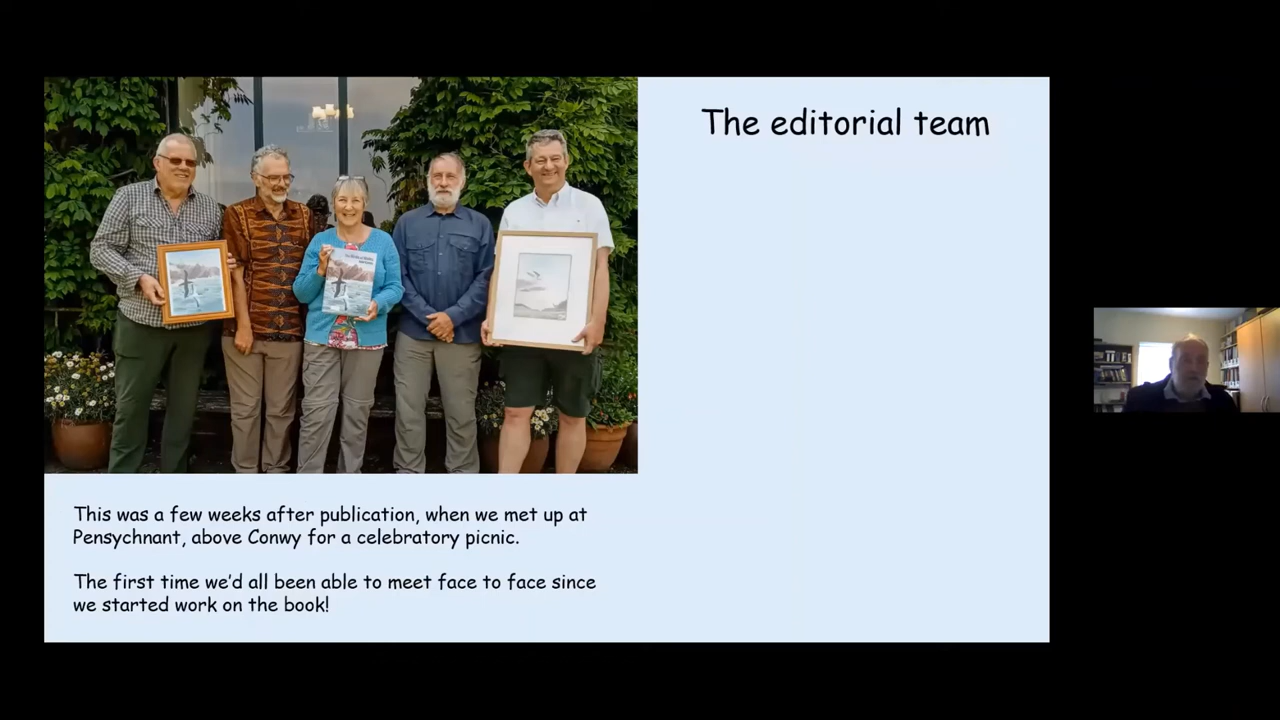 The editorial team
This was a few weeks after publication, when we met up at
Pensychnant, above Conwy for a celebratory picnic.
The first time we'd all been able to meet face to face since
we started work on the book!